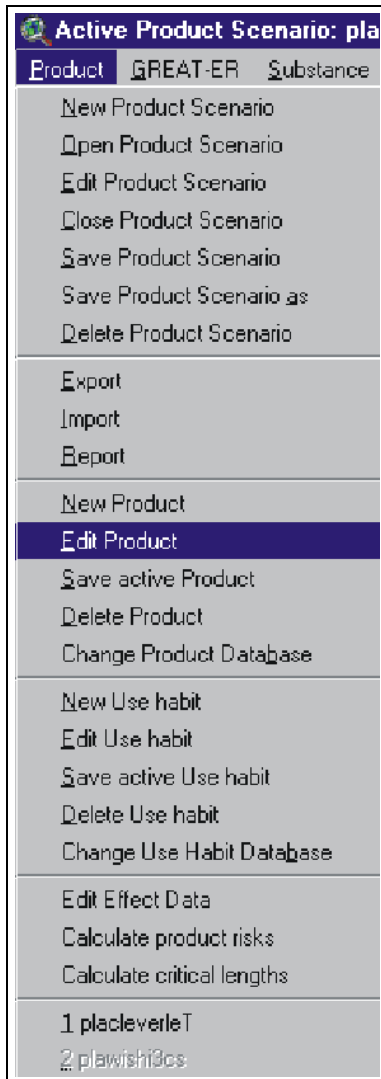 Active Product Scenario: pla
Product GREAT-ER Substance
New Product Scenario
Open Product Scenario
Edit Product Scenario
Close Product Scenario
Save Product Scenario
Save Product Scenario as
Delete Product Scenario
Export
Import
Report
New Product
Edit Product
Save active Product
Delete Product
Change Product Database
New Use habit
Edit Use habit
Save active Use habit
Delete Use habit
Change Use Habit Database
Edit Effect Data
Calculate product risks
Calculate critical lengths
1 placleverleT
2 plawishi3cs